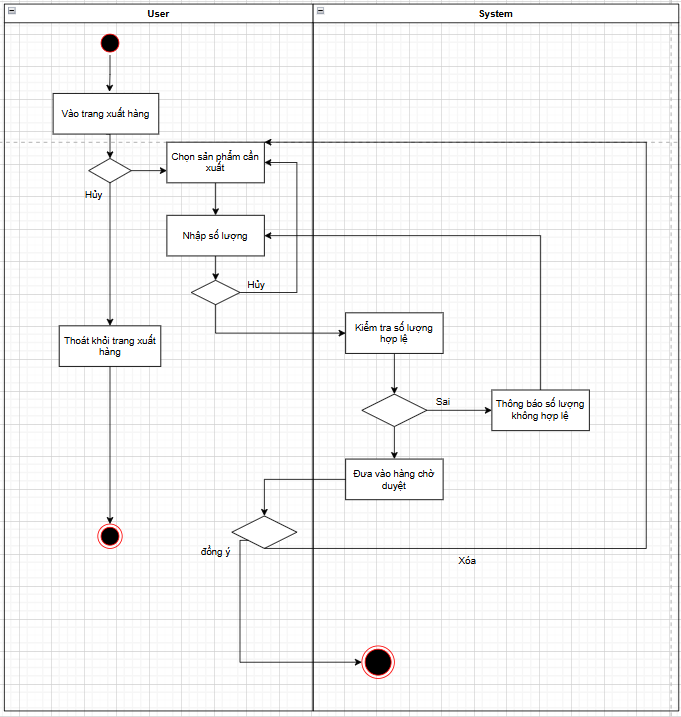 User
System
Vào trang xuất hàng
Chọn sản phẩm cần
xuất
Hủy
Nhập số lượng
Hủy
Kiểm tra số lượng
hợp lệ
Thoát khỏi trang xuất
hàng
Sai
Thông báo số lượng
không hợp lệ
Đưa vào hàng chờ
duyệt
đồng ý
Xóa